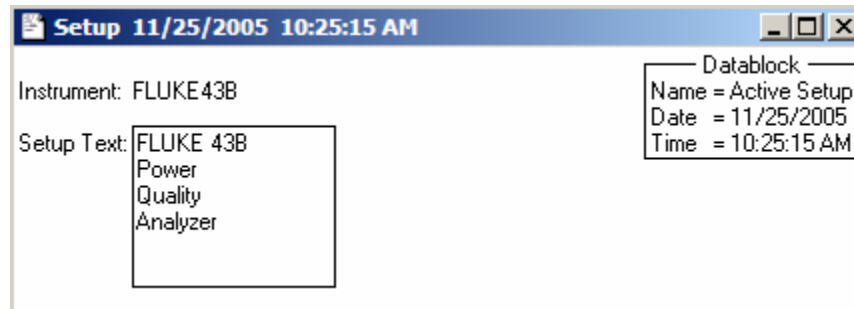 Setup 11/25/2005 10:25:15 AM
Instrument: FLUKE43B
Setup Text: FLUKE 43B
Power
Quality
Analyzer
Datablock
Name = Active Setup
Date = 11/25/2005
Time = 10:25:15 AM